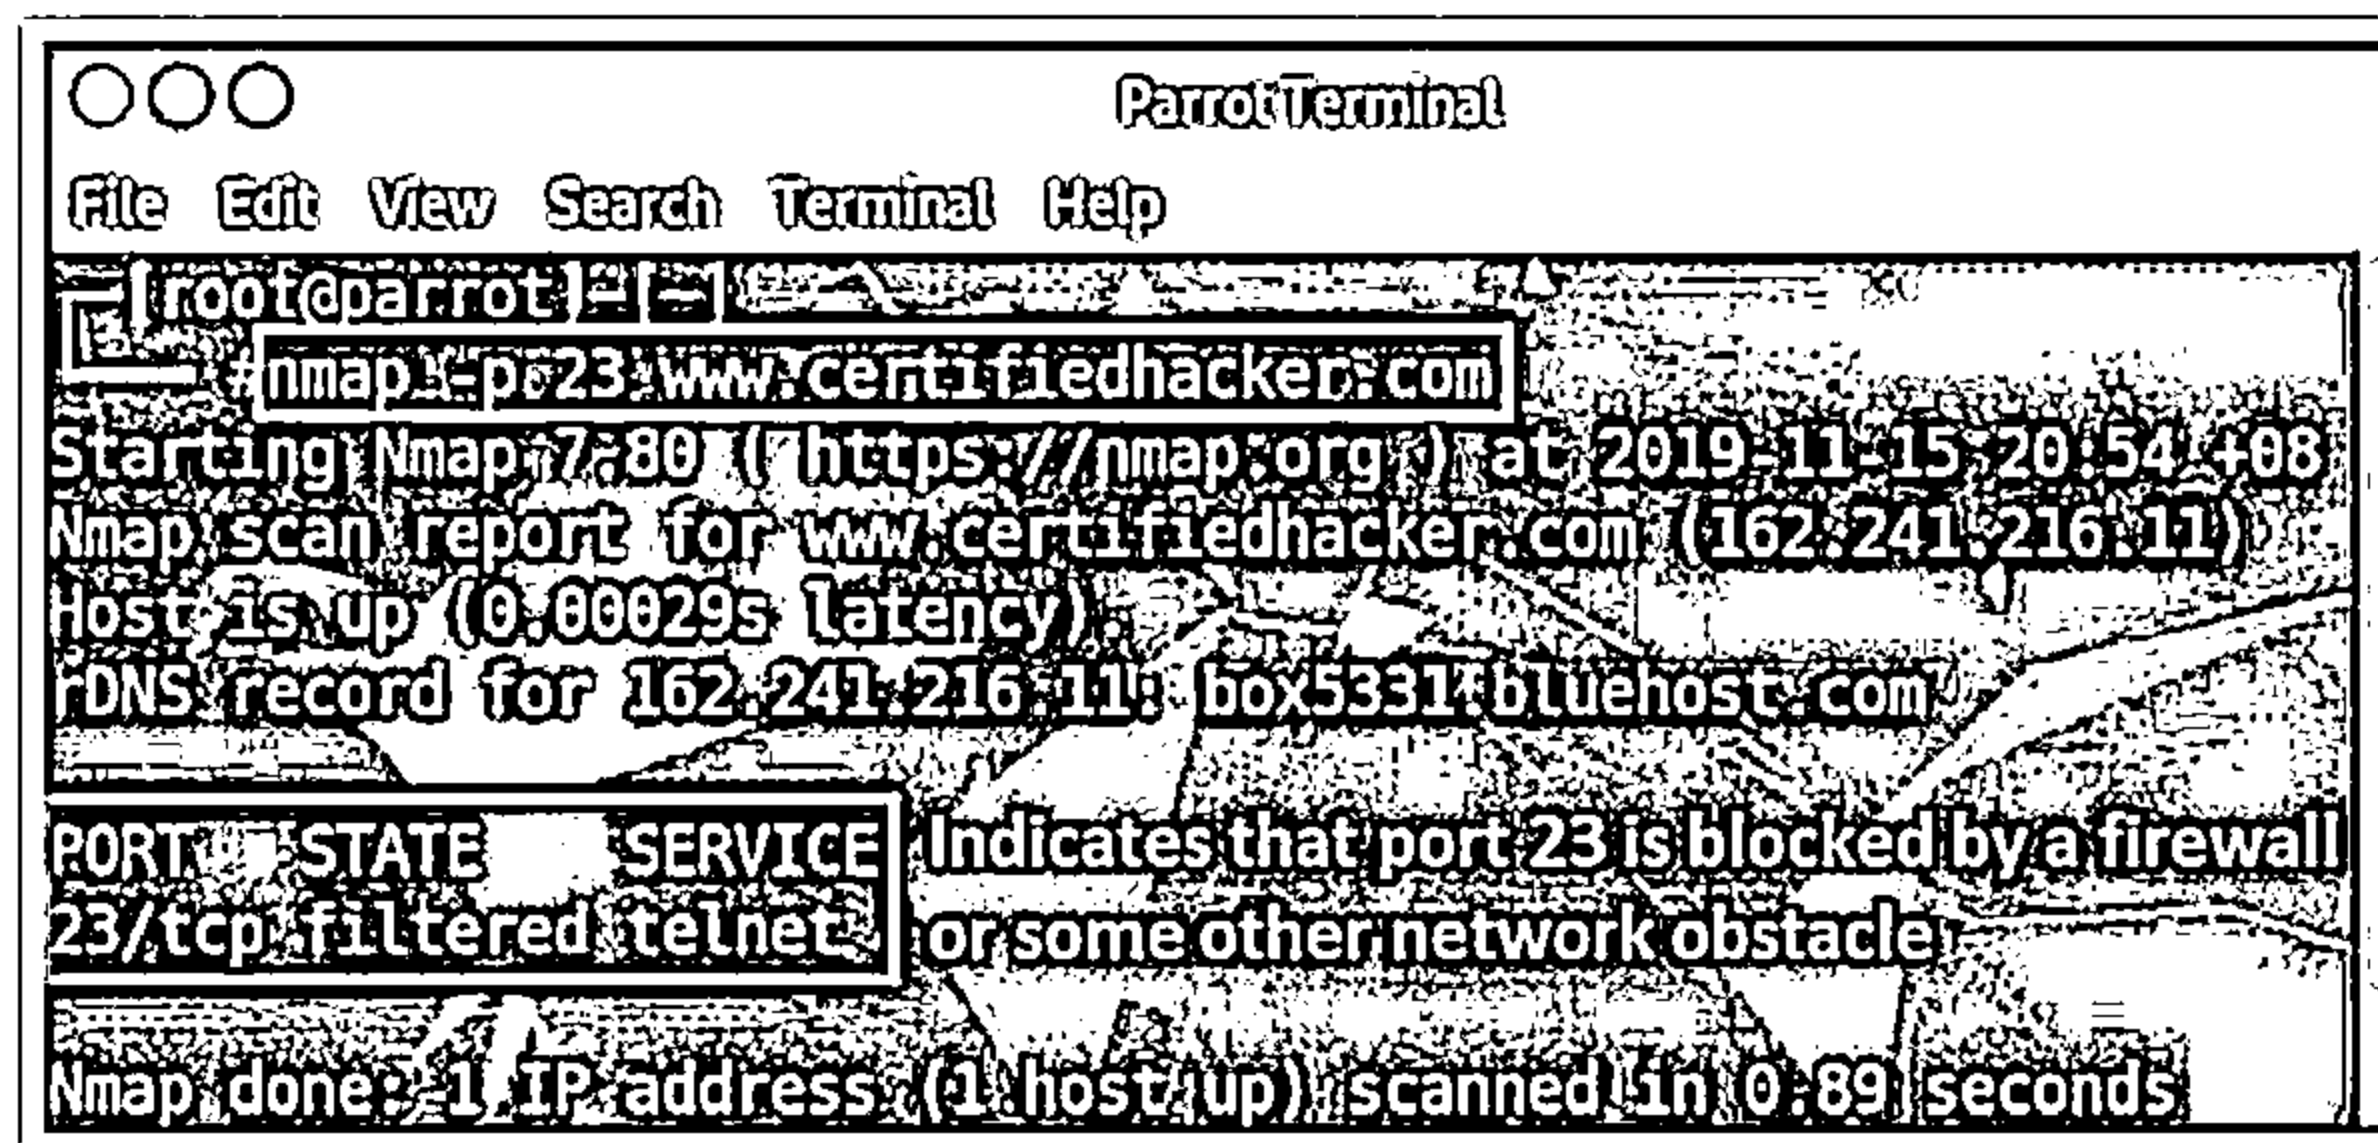 Parrot Terminal
File Edit View Search Terminal Help
[root@parrot]-[~]
#nmap -p 23 www.certifiedhacker.com
Starting Nmap 7.80 ( https://nmap.org ) at 2019-11-15 20:54 +08
Nmap scan report for www.certifiedhacker.com (162.241.216.11)
Host is up (0.00029s latency).
rDNS record for 162.241.216.11: box5331.bluehost.com
PORT STATE SERVICE
Indicates that port 23 is blocked by a firewall
23/tcp filtered telnet
or some other network obstacle
Nmap done: 1 IP address (1 host up) scanned in 0.89 seconds